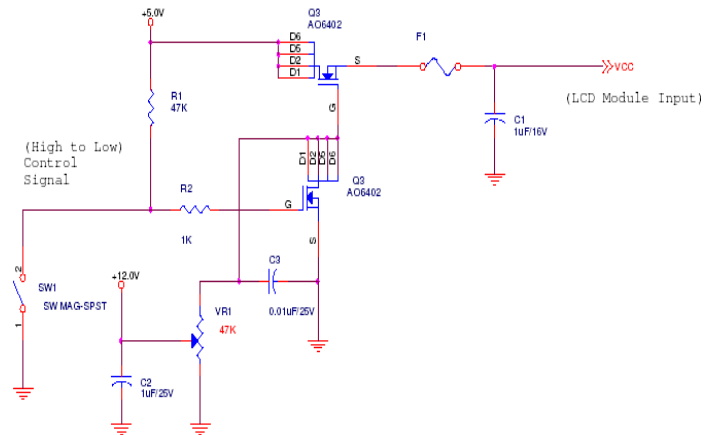 +5.0V
Q3
AO6402
D6
D5
D2
D1
S
G
F1
VCC
(LCD Module Input)
R1
47K
C1
1uF/16V
(High to Low)
Control
Signal
D1
D2
D5
D6
Q3
AO6402
R2
1K
G
S
2
SW1
SW MAG-SPST
1
+12.0V
C3
0.01uF/25V
VR1
47K
C2
1uF/25V